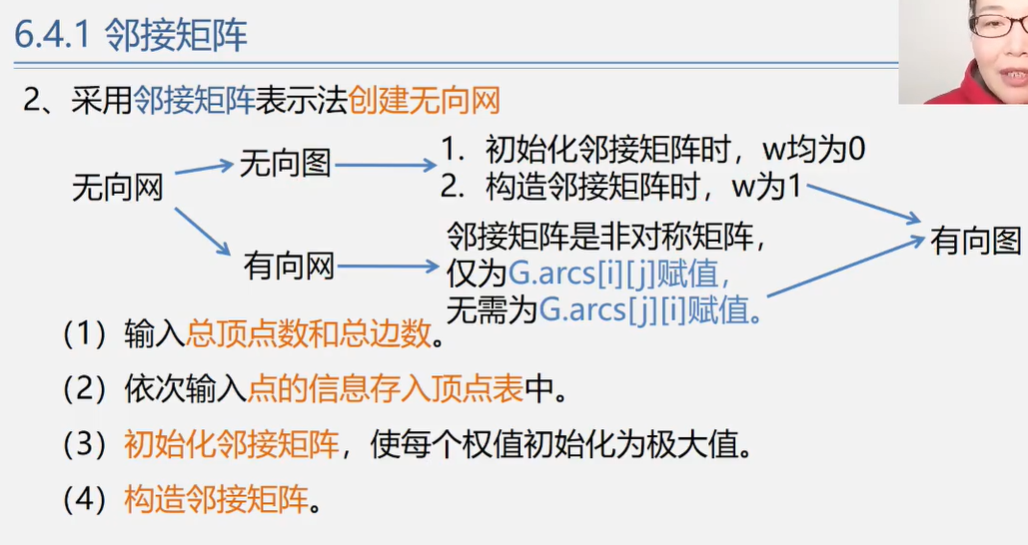 6.4.1 邻接矩阵
2、采用邻接矩阵表示法创建无向网
无向网
无向图
1. 初始化邻接矩阵时，w均为0
2. 构造邻接矩阵时，w为1
有向网
邻接矩阵是非对称矩阵，
仅为G.arcs[i][j]赋值，
无需为G.arcs[j][i]赋值。
有向图
（1）输入总顶点数和总边数。
（2）依次输入点的信息存入顶点表中。
（3）初始化邻接矩阵，使每个权值初始化为极大值。
（4）构造邻接矩阵。